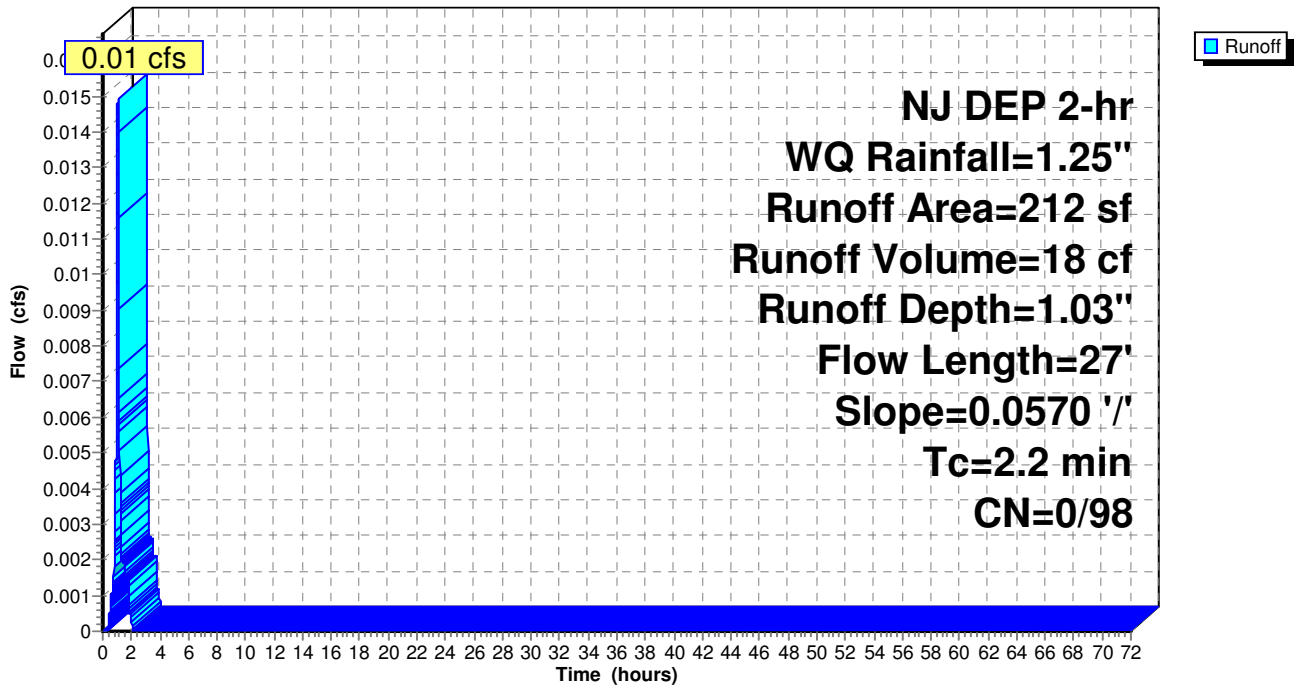 0.01 cfs
Runoff
NJ DEP 2-hr
WQ Rainfall=1.25"
Runoff Area=212 sf
Runoff Volume=18 cf
Runoff Depth=1.03"
Flow Length=27'
Slope=0.0570 '/'
Tc=2.2 min
CN=0/98
Flow (cfs)
0.015
0.014
0.013
0.012
0.011
0.01
0.009
0.008
0.007
0.006
0.005
0.004
0.003
0.002
0.001
0
0 2 4 6 8 10 12 14 16 18 20 22 24 26 28 30 32 34 36 38 40 42 44 46 48 50 52 54 56 58 60 62 64 66 68 70 72
Time (hours)